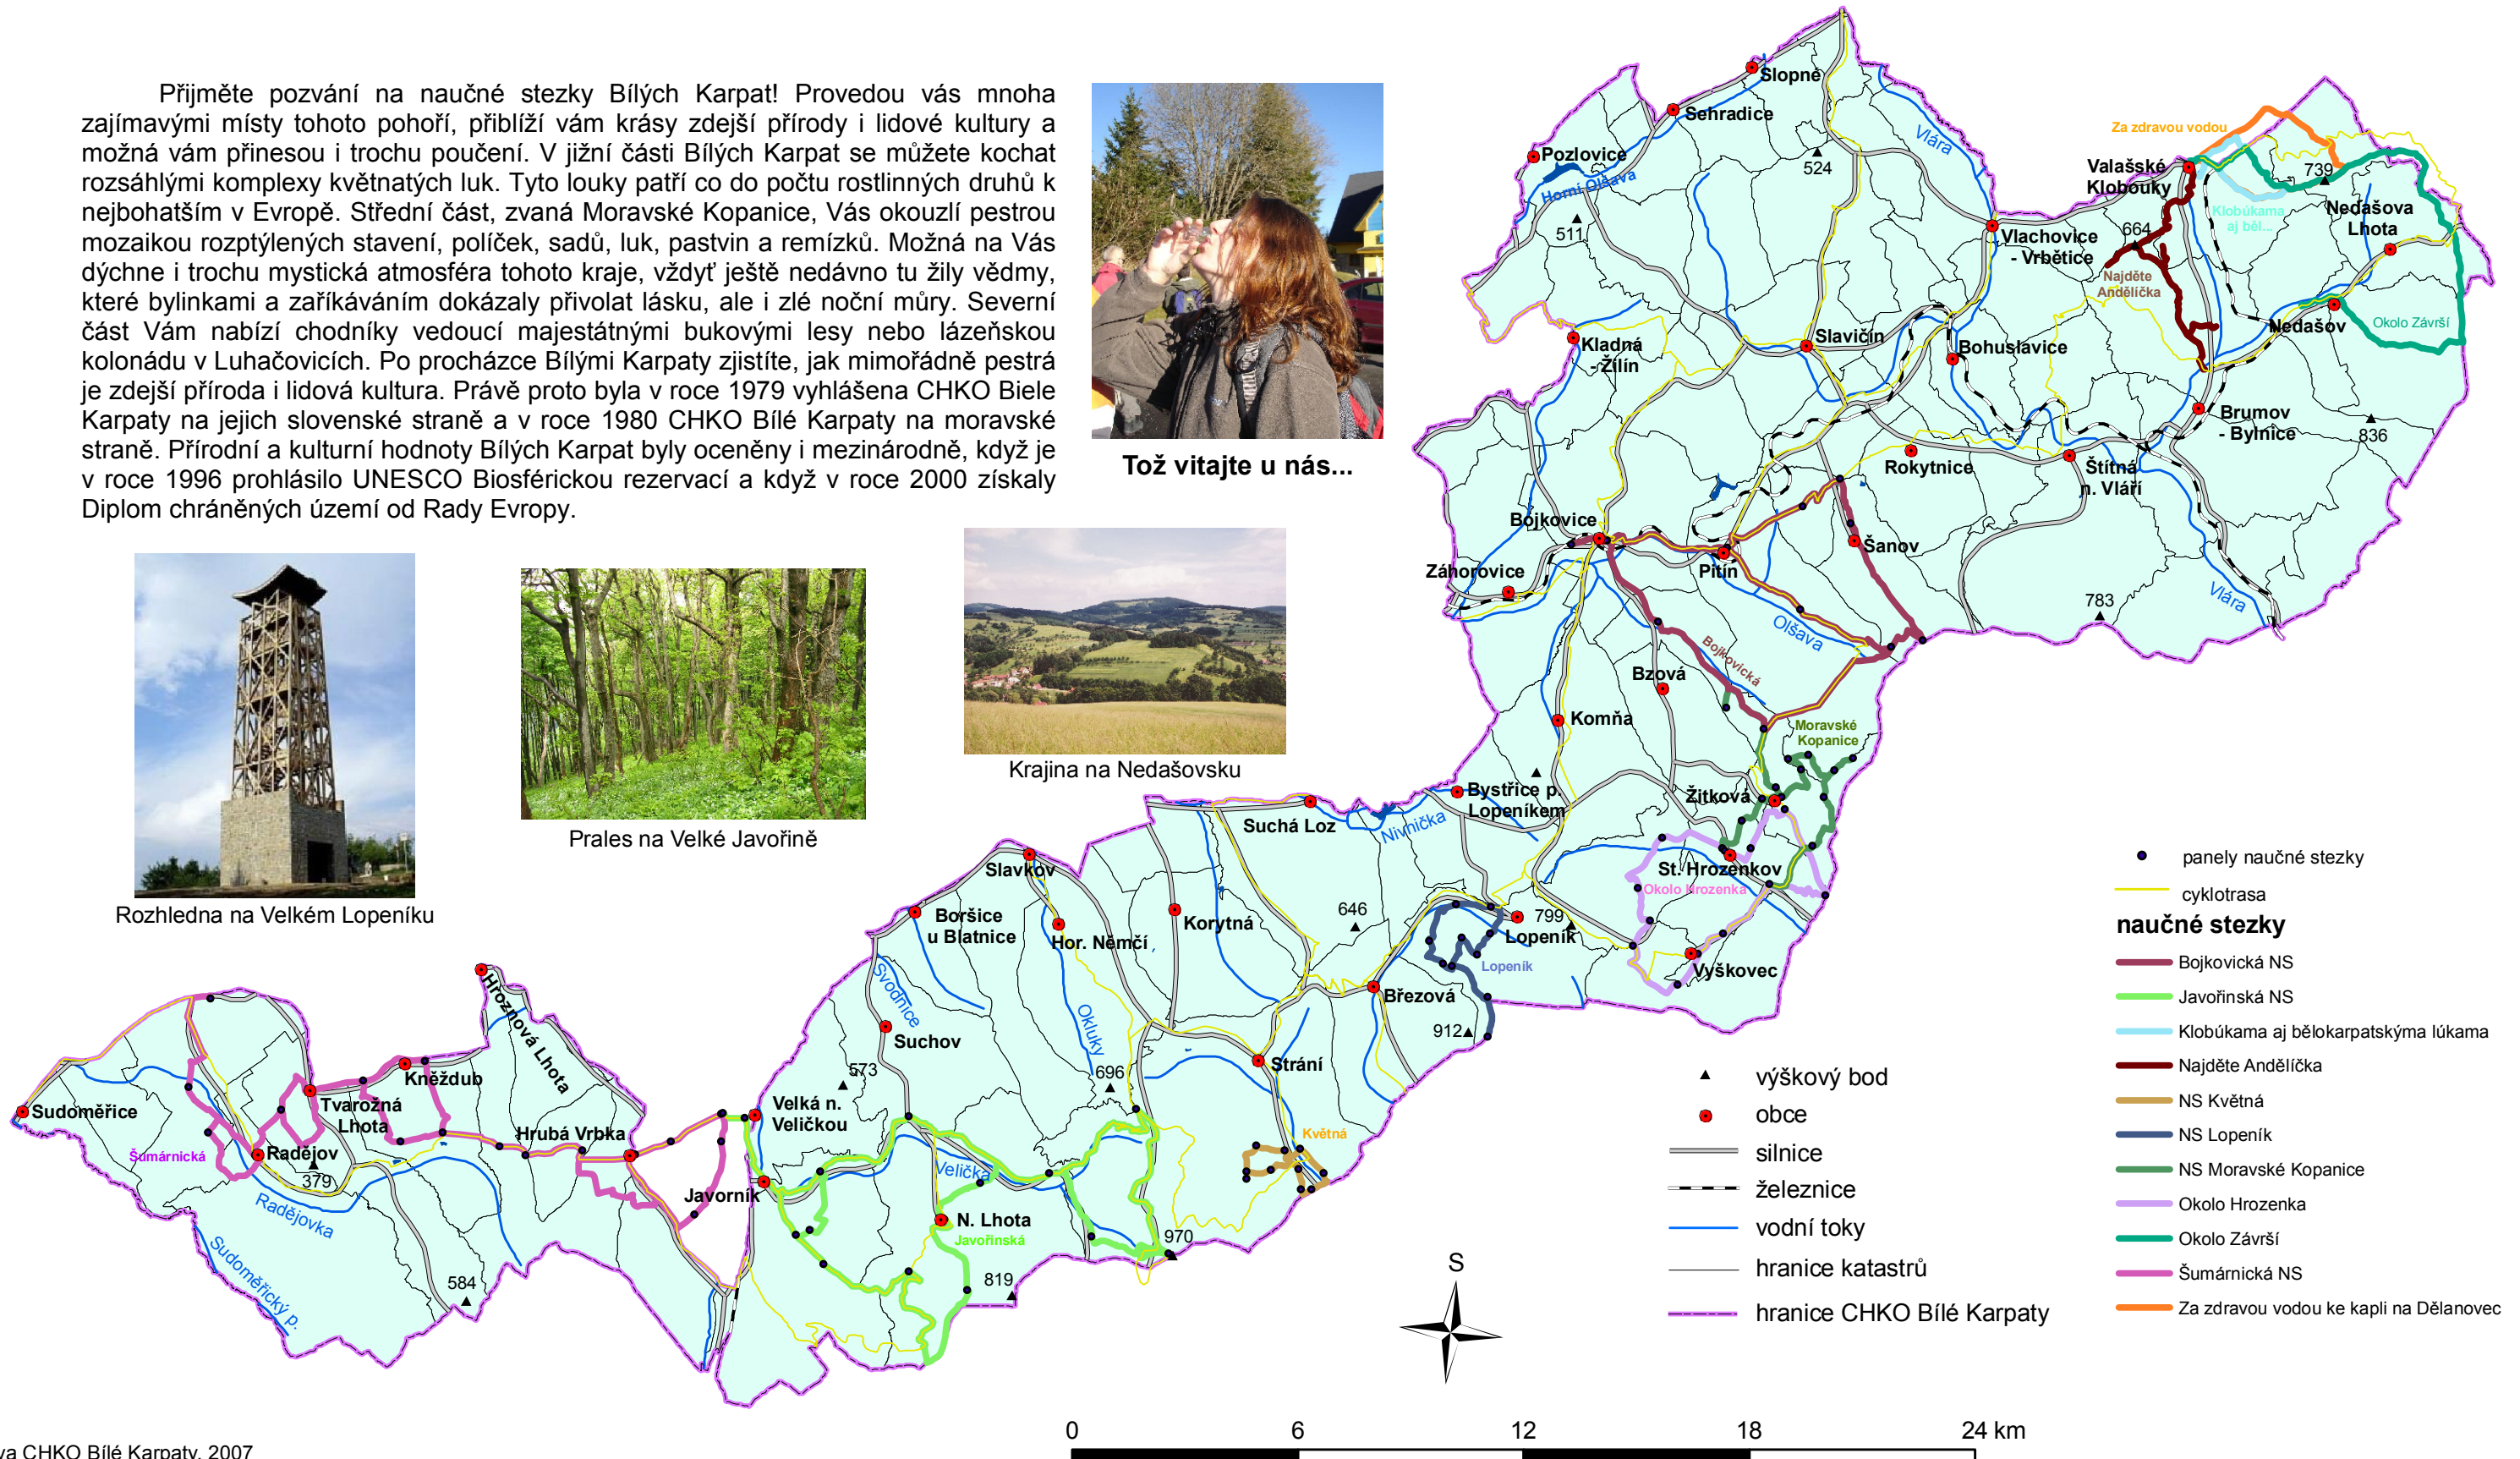 Přijměte pozvání na naučné stezky Bílých Karpat! Provedou vás mnoha
zajímavými místy tohoto pohoří, přiblíží vám krásy zdejší přírody i lidové kultury a
možná vám přinesou i trochu poučení. V jižní části Bílých Karpat se můžete kochat
rozsáhlými komplexy květnatých luk. Tyto louky patří co do počtu rostlinných druhů k
nejbohatším v Evropě. Střední část, zvaná Moravské Kopanice, Vás okouzlí pestrou
mozaikou rozptýlených stavení, políček, sadů, luk, pastvin a remízků. Možná na Vás
dýchne i trochu mystická atmosféra tohoto kraje, vždyť ještě nedávno tu žily vědmy,
které bylinkami a zaříkáváním dokázaly přivolat lásku, ale i zlé noční můry. Severní
část Vám nabízí chodníky vedoucí majestátnými bukovými lesy nebo lázeňskou
kolonádu v Luhačovicích. Po procházce Bílými Karpaty zjistíte, jak mimořádně pestrá
je zdejší příroda i lidová kultura. Právě proto byla v roce 1979 vyhlášena CHKO Biele
Karpaty na jejich slovenské straně a v roce 1980 CHKO Bílé Karpaty na moravské
straně. Přírodní a kulturní hodnoty Bílých Karpat byly oceněny i mezinárodně, když je
v roce 1996 prohlásilo UNESCO Biosférickou rezervací a když v roce 2000 získaly
Diplom chráněných území od Rady Evropy.
Tož vitajte u nás...
Rozhledna na Velkém Lopeníku
Prales na Velké Javořině
Krajina na Nedašovsku
Slopné
Sehradice
Pozlovice
Horní Olšava
511
524
Vlára
Za zdravou vodou
Valašské
Klobouky
739
Klobúkama
aj běl...
Nedašova
Lhota
664
Vlachovice
- Vrbětice
Najděte
Andělíčka
Nedašov
Okolo Závrší
Kladná
- Žilín
Slavičín
Bohuslavice
Brumov
- Bylnice
836
Rokytnice
Štítná
n. Vláří
Bojkovice
Záhorovice
Pitín
Šanov
783
Vlára
Olšava
Bojkovická
Bzová
Komňa
Moravské
Kopanice
Žítková
Bystřice p.
Lopeníkem
Suchá Loz
Nivnička
St. Hrozenkov
Okolo Hrozenka
Slavkov
Boršice
u Blatnice
Hor. Němčí
Korytná
646
799
Lopeník
Lopeník
Vyškovec
Svodnice
Hroznová Lhota
Březová
912
Okluky
Suchov
Strání
573
696
Kněždub
Sudoměřice
Tvarožná
Lhota
Velká n.
Veličkou
Hrubá Vrbka
Šumárnická
Radějov
379
Květná
Velička
Javorník
Radějovka
N. Lhota
Javořinská
970
Sudoměřický p.
584
819
panely naučné stezky
cyklotrasa
naučné stezky
Bojkovická NS
Javořinská NS
Klobúkama aj bělokarpatskýma lúkama
Najděte Andělíčka
NS Květná
NS Lopeník
NS Moravské Kopanice
Okolo Hrozenka
Okolo Závrší
Šumárnická NS
Za zdravou vodou ke kapli na Dělanovec
výškový bod
obce
silnice
železnice
vodní toky
hranice katastrů
hranice CHKO Bílé Karpaty
S
0 6 12 18 24 km
va CHKO Bílé Karpaty, 2007